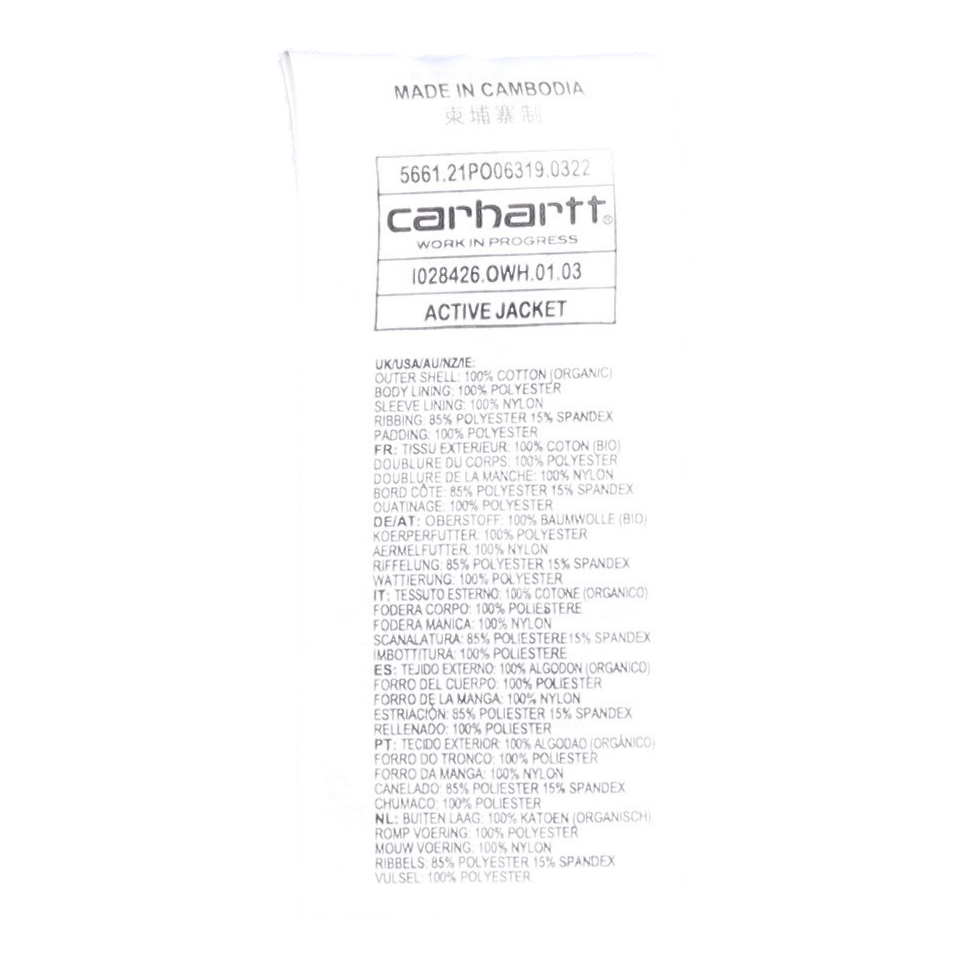 MADE IN CAMBODIA
柬埔寨制
5661.21PO06319.0322
carhartt®
WORK IN PROGRESS
I028426.OWH.01.03
ACTIVE JACKET
UK/USA/AU/NZ/IE:
OUTER SHELL: 100% COTTON (ORGANIC)
BODY LINING: 100% POLYESTER
SLEEVE LINING: 100% NYLON
RIBBING: 85% POLYESTER 15% SPANDEX
PADDING: 100% POLYESTER
FR: TISSU EXTERIEUR: 100% COTON (BIO)
DOUBLURE DU CORPS: 100% POLYESTER
DOUBLURE DE LA MANCHE: 100% NYLON
BORD CÔTE: 85% POLYESTER 15% SPANDEX
OUATINAGE: 100% POLYESTER
DE/AT: OBERSTOFF: 100% BAUMWOLLE (BIO)
KOERPERFUTTER: 100% POLYESTER
AERMELFUTTER: 100% NYLON
RIFFELUNG: 85% POLYESTER 15% SPANDEX
WATTIERUNG: 100% POLYESTER
IT: TESSUTO ESTERNO: 100% COTONE (ORGANICO)
FODERA CORPO: 100% POLIESTERE
FODERA MANICA: 100% NYLON
SCANALATURA: 85% POLIESTERE15% SPANDEX
IMBOTTITURA: 100% POLIESTERE
ES: TEJIDO EXTERNO: 100% ALGODON (ORGANICO)
FORRO DEL CUERPO: 100% POLIESTER
FORRO DE LA MANGA: 100% NYLON
ESTRIACIÓN: 85% POLIESTER 15% SPANDEX
RELLENADO: 100% POLIESTER
PT: TECIDO EXTERIOR: 100% ALGODAO (ORGÂNICO)
FORRO DO TRONCO: 100% POLIESTER
FORRO DA MANGA: 100% NYLON
CANELADO: 85% POLIESTER 15% SPANDEX
CHUMACO: 100% POLIESTER
NL: BUITEN LAAG: 100% KATOEN (ORGANISCH)
ROMP VOERING: 100% POLYESTER
MOUW VOERING: 100% NYLON
RIBBELS: 85% POLYESTER 15% SPANDEX
VULSEL: 100% POLYESTER